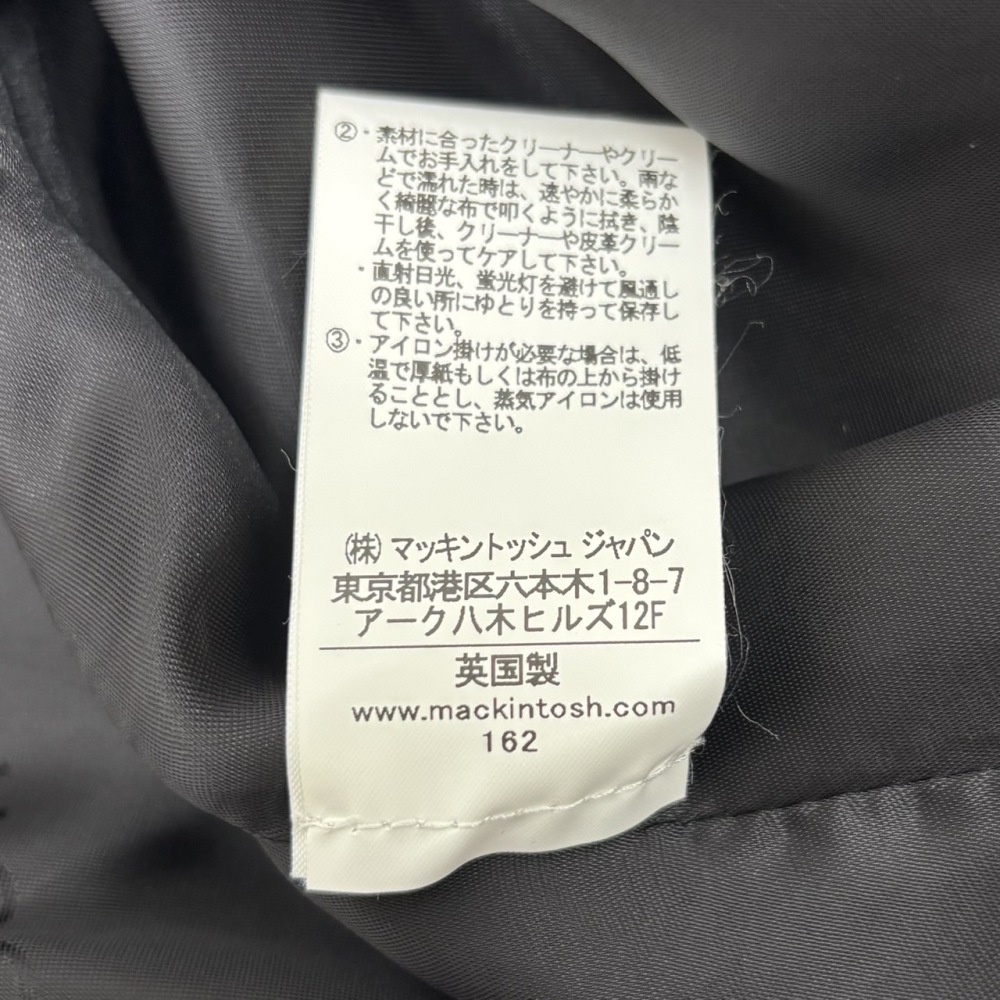 ②・素材に合ったクリーナーやクリー
ムでお手入れをして下さい。雨な
どで濡れた時は、速やかに柔らか
く綺麗な布で叩くように拭き、陰
干し後、クリーナーや皮革クリー
ムを使ってケアして下さい。
・直射日光、蛍光灯を避けて風通し
の良い所にゆとりを持って保存し
て下さい。
③・アイロン掛けが必要な場合は、低
温で厚紙もしくは布の上から掛け
ることとし、蒸気アイロンは使用
しないで下さい。
(株) マッキントッシュ ジャパン
東京都港区六本木1-8-7
アーク八木ヒルズ12F
英国製
www.mackintosh.com
162